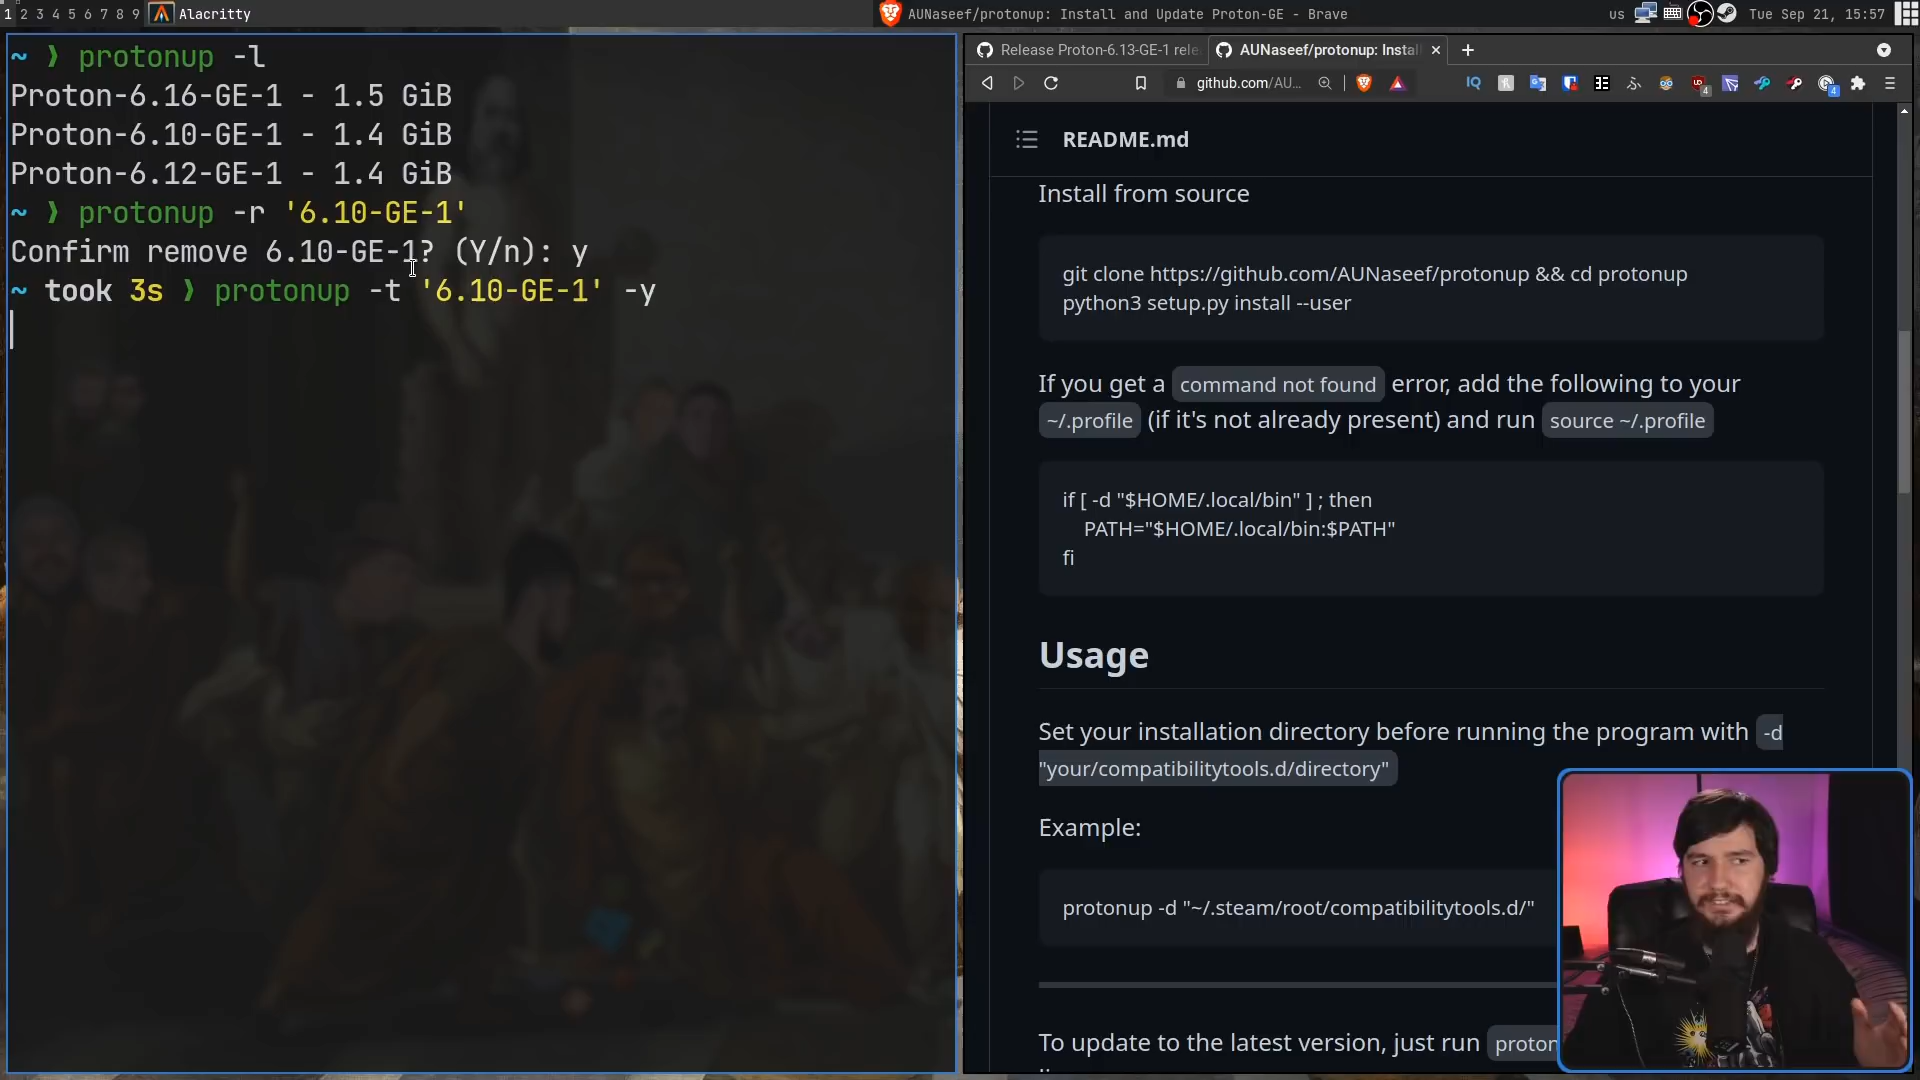 1 2 3 4 5 6 7 8 9 Alacritty
AUNaseef/protonup: Install and Update Proton-GE - Brave
us Tue Sep 21, 15:57
~ ❯ protonup -l
Proton-6.16-GE-1 - 1.5 GiB
Proton-6.10-GE-1 - 1.4 GiB
Proton-6.12-GE-1 - 1.4 GiB
~ ❯ protonup -r '6.10-GE-1'
Confirm remove 6.10-GE-1? (Y/n): y
~ took 3s ❯ protonup -t '6.10-GE-1' -y
Release Proton-6.13-GE-1 rele
AUNaseef/protonup: Instal
github.com/AU...
README.md
Install from source
git clone https://github.com/AUNaseef/protonup && cd protonup
python3 setup.py install --user
If you get a command not found error, add the following to your
~/.profile (if it's not already present) and run source ~/.profile
if [ -d "$HOME/.local/bin" ] ; then
PATH="$HOME/.local/bin:$PATH"
fi
Usage
Set your installation directory before running the program with -d
"your/compatibilitytools.d/directory"
Example:
protonup -d "~/.steam/root/compatibilitytools.d/"
To update to the latest version, just run proton